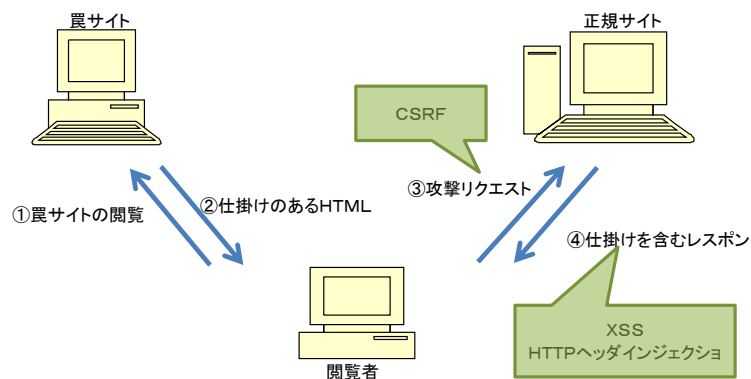 罠サイト
正規サイト
CSRF
③攻撃リクエスト
①罠サイトの閲覧
②仕掛けのあるHTML
④仕掛けを含むレスポン
XSS
HTTPヘッダインジェクショ
閲覧者